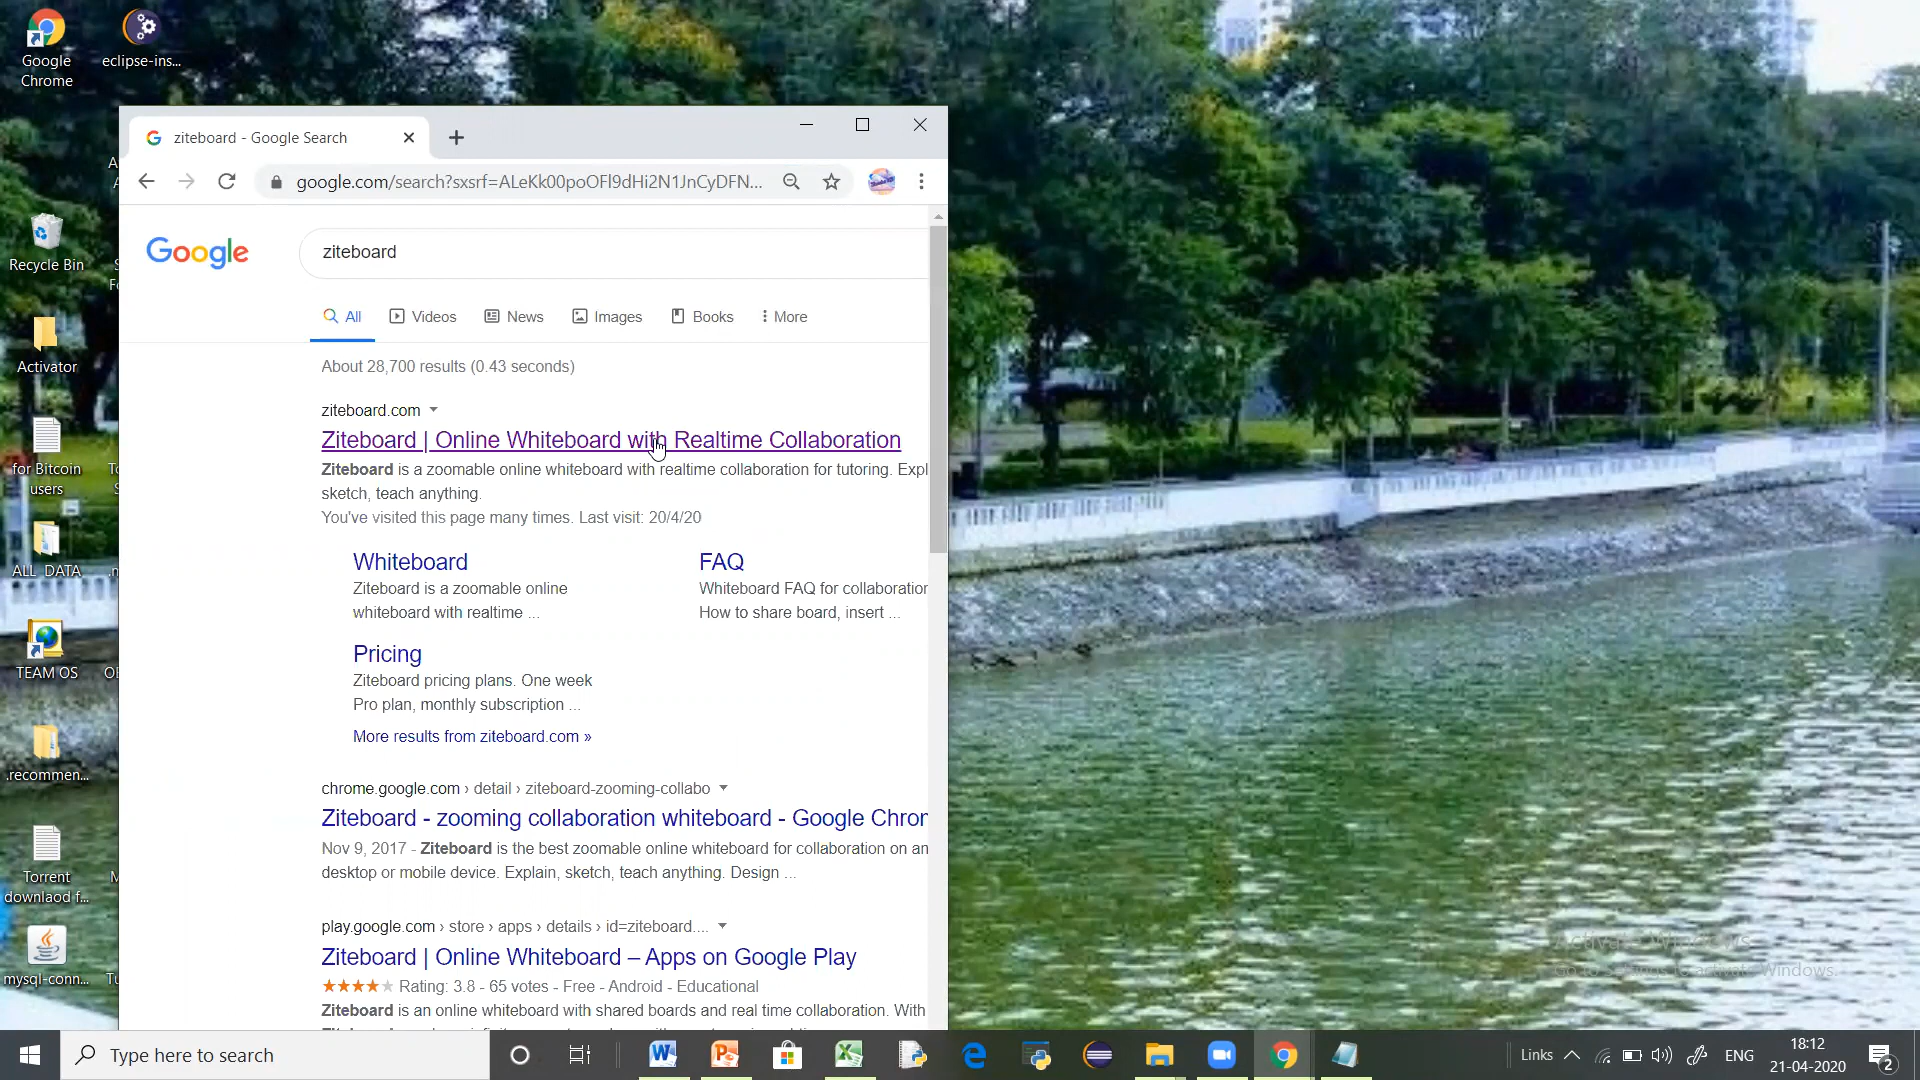 Google
Chrome
eclipse-ins...
Recycle Bin
Activator
for Bitcoin
users
ALL_DATA
TEAM OS
.recommen...
Torrent
downlaod f...
mysql-conn...
ziteboard - Google Search
google.com/search?sxsrf=ALeKk00poOFl9dHi2N1JnCyDFN...
Google
ziteboard
All
Videos
News
Images
Books
More
About 28,700 results (0.43 seconds)
ziteboard.com
Ziteboard | Online Whiteboard with Realtime Collaboration
Ziteboard is a zoomable online whiteboard with realtime collaboration for tutoring. Expl
sketch, teach anything.
You've visited this page many times. Last visit: 20/4/20
Whiteboard
Ziteboard is a zoomable online
whiteboard with realtime ...
FAQ
Whiteboard FAQ for collaboration
How to share board, insert ...
Pricing
Ziteboard pricing plans. One week
Pro plan, monthly subscription ...
More results from ziteboard.com »
chrome.google.com › detail › ziteboard-zooming-collabo
Ziteboard - zooming collaboration whiteboard - Google Chror
Nov 9, 2017 - Ziteboard is the best zoomable online whiteboard for collaboration on an
desktop or mobile device. Explain, sketch, teach anything. Design ...
play.google.com › store › apps › details › id=ziteboard....
Ziteboard | Online Whiteboard – Apps on Google Play
Rating: 3.8 - 65 votes - Free - Android - Educational
Ziteboard is an online whiteboard with shared boards and real time collaboration. With
Activate Windows
Go to Settings to activate Windows.
Type here to search
Links
ENG
18:12
21-04-2020
2